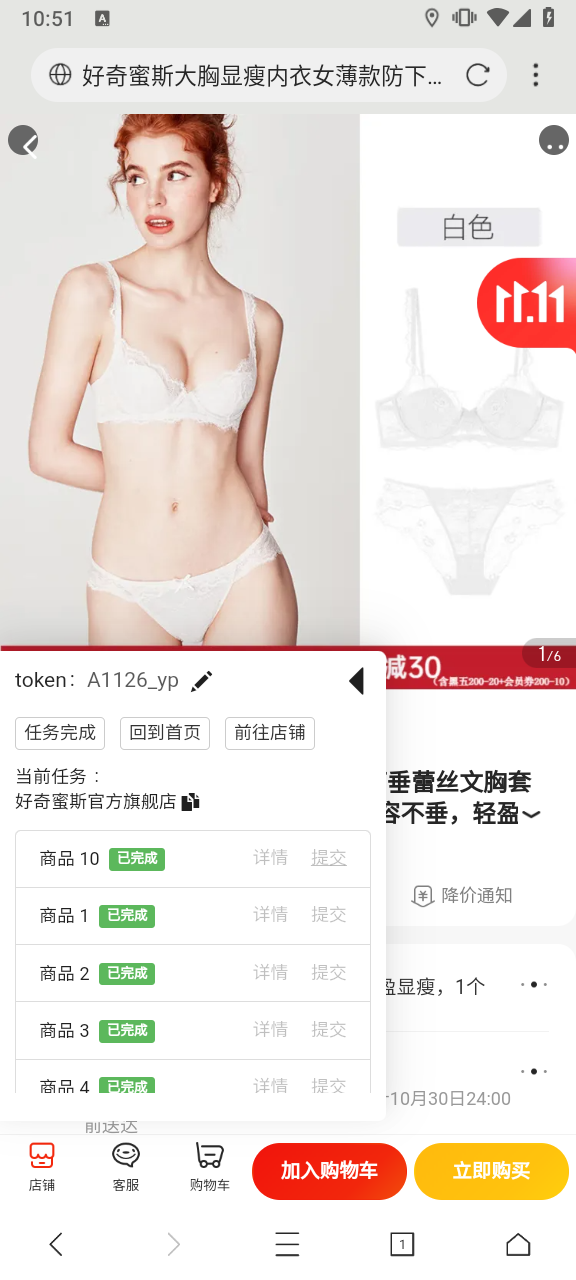 10:51
A
好奇蜜斯大胸显瘦内衣女薄款防下...
白色
11.11
减30
(含黑五200-20+会员券200-10)
1/6
token: A1126_yp
任务完成 回到首页 前往店铺
当前任务：
好奇蜜斯官方旗舰店
垂蕾丝文胸套
容不垂，轻盈
降价通知
商品 10 已完成 详情 提交
商品 1 已完成 详情 提交
商品 2 已完成 详情 提交
盈显瘦，1个
商品 3 已完成 详情 提交
商品 4 已完成 详情 提交
10月30日24:00
前送达
店铺 客服 购物车 加入购物车 立即购买
1